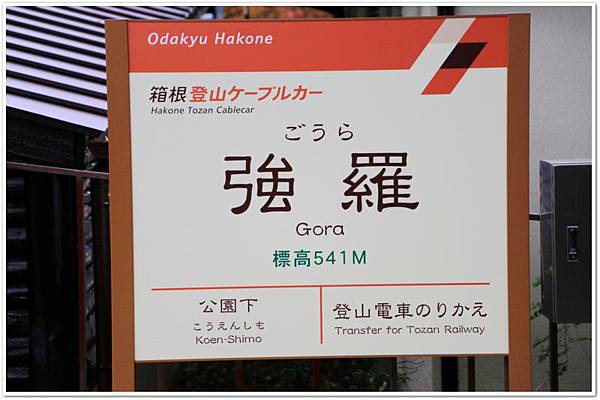 Odakyu Hakone
箱根登山ケーブルカー
Hakone Tozan Cablecar
ごうら
強羅
Gora
標高541M
公園下
こうえんしも
Koen-Shimo
登山電車のりかえ
Transfer for Tozan Railway